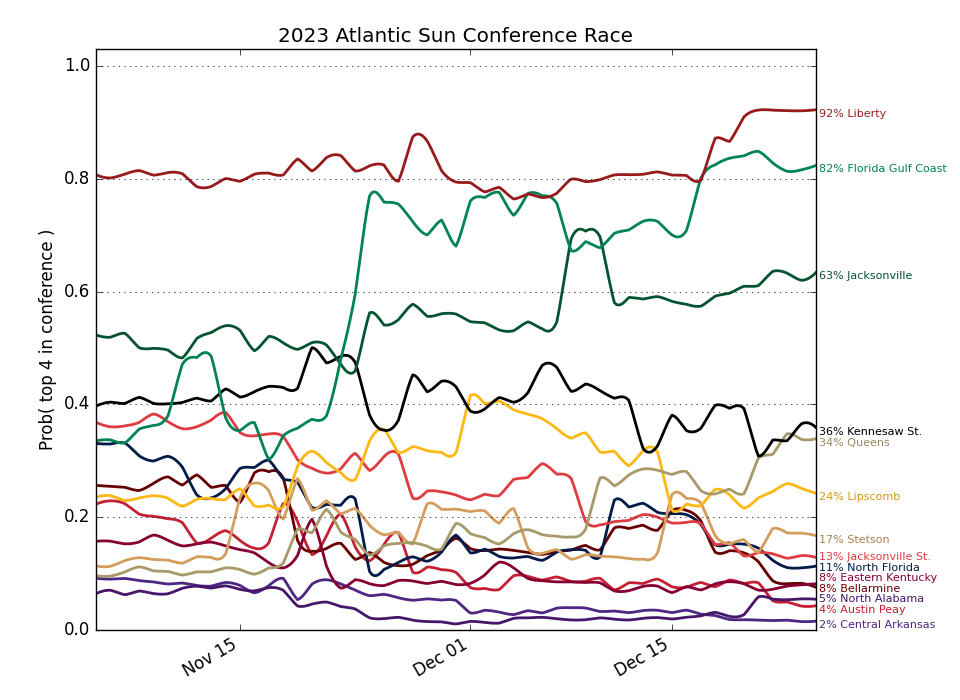 2023 Atlantic Sun Conference Race
Prob( top 4 in conference )
1.0
0.8
0.6
0.4
0.2
0.0
Nov 15
Dec 01
Dec 15
92% Liberty
82% Florida Gulf Coast
63% Jacksonville
36% Kennesaw St.
34% Queens
24% Lipscomb
17% Stetson
13% Jacksonville St.
11% North Florida
8% Eastern Kentucky
8% Bellarmine
5% North Alabama
4% Austin Peay
2% Central Arkansas